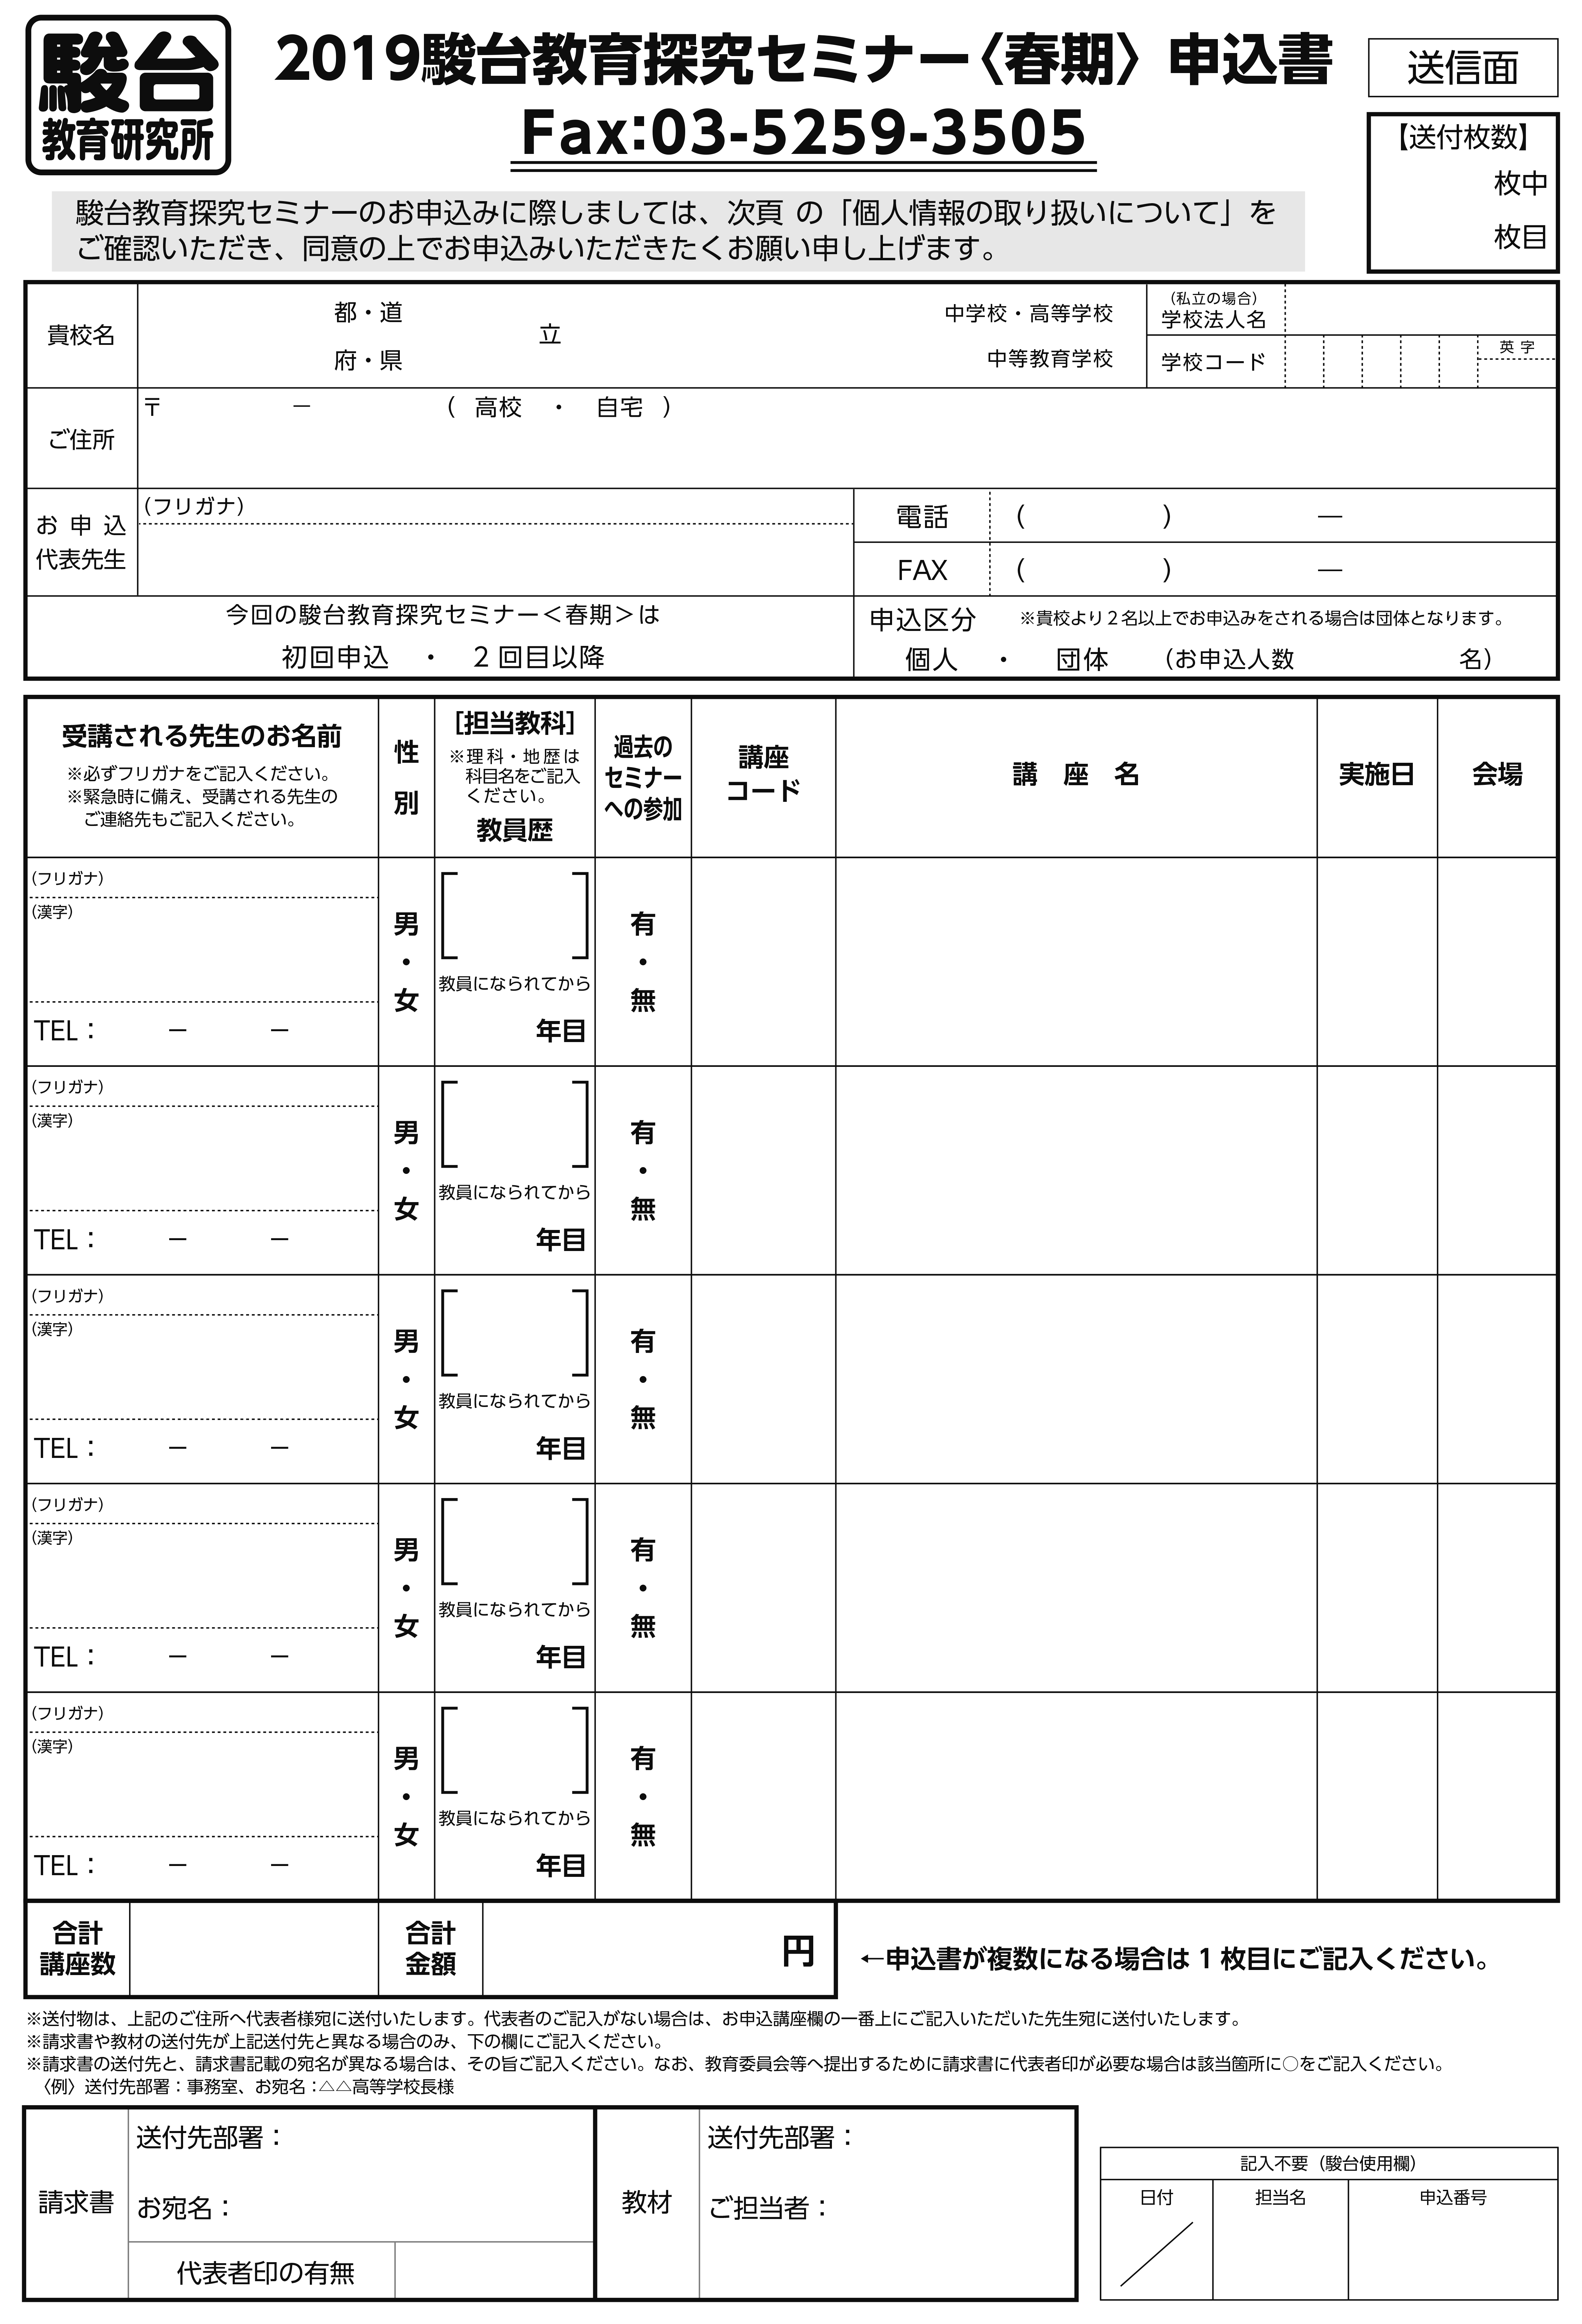 駿台
教育研究所
2019駿台教育探究セミナー〈春期〉 申込書
Fax:03-5259-3505
送信面
【送付枚数】
枚中
枚目
駿台教育探究セミナーのお申込みに際しましては、次頁 の「個人情報の取り扱いについて」を
ご確認いただき、同意の上でお申込みいただきたくお願い申し上げます。
貴校名
都・道
府・県
立
中学校・高等学校
中等教育学校
（私立の場合）
学校法人名
学校コード
英 字
ご住所
〒　　　－　　　（ 高校 ・ 自宅 ）
お 申 込
代表先生
（フリガナ）
電話　（　　　）　　　―
FAX　（　　　）　　　―
今回の駿台教育探究セミナー＜春期＞は
初回申込　・　２回目以降
申込区分　※貴校より２名以上でお申込みをされる場合は団体となります。
個人　・　団体　（お申込人数　　　名）
受講される先生のお名前
※必ずフリガナをご記入ください。
※緊急時に備え、受講される先生の
ご連絡先もご記入ください。
性
別
［担当教科］
※理科・地歴は
科目名をご記入
ください。
教員歴
過去の
セミナー
への参加
講座
コード
講　座　名
実施日
会場
（フリガナ）
（漢字）
TEL：　　－　　－
男
・
女
［　　］
教員になられてから
年目
有
・
無
（フリガナ）
（漢字）
TEL：　　－　　－
男
・
女
［　　］
教員になられてから
年目
有
・
無
（フリガナ）
（漢字）
TEL：　　－　　－
男
・
女
［　　］
教員になられてから
年目
有
・
無
（フリガナ）
（漢字）
TEL：　　－　　－
男
・
女
［　　］
教員になられてから
年目
有
・
無
（フリガナ）
（漢字）
TEL：　　－　　－
男
・
女
［　　］
教員になられてから
年目
有
・
無
合計
講座数
合計
金額
円
←申込書が複数になる場合は 1 枚目にご記入ください。
※送付物は、上記のご住所へ代表者様宛に送付いたします。代表者のご記入がない場合は、お申込講座欄の一番上にご記入いただいた先生宛に送付いたします。
※請求書や教材の送付先が上記送付先と異なる場合のみ、下の欄にご記入ください。
※請求書の送付先と、請求書記載の宛名が異なる場合は、その旨ご記入ください。なお、教育委員会等へ提出するために請求書に代表者印が必要な場合は該当箇所に○をご記入ください。
〈例〉送付先部署：事務室、お宛名：△△高等学校長様
請求書
送付先部署：
お宛名：
代表者印の有無
教材
送付先部署：
ご担当者：
記入不要（駿台使用欄）
日付
担当名
申込番号